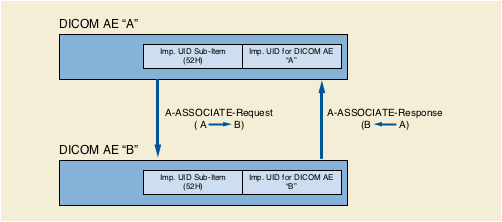 DICOM AE “A”
Imp. UID Sub-Item
(52H)
Imp. UID for DICOM AE
“A”
A-ASSOCIATE-Request
( A B)
A-ASSOCIATE-Response
(B A)
DICOM AE “B”
Imp. UID Sub-Item
(52H)
Imp. UID for DICOM AE
“B”